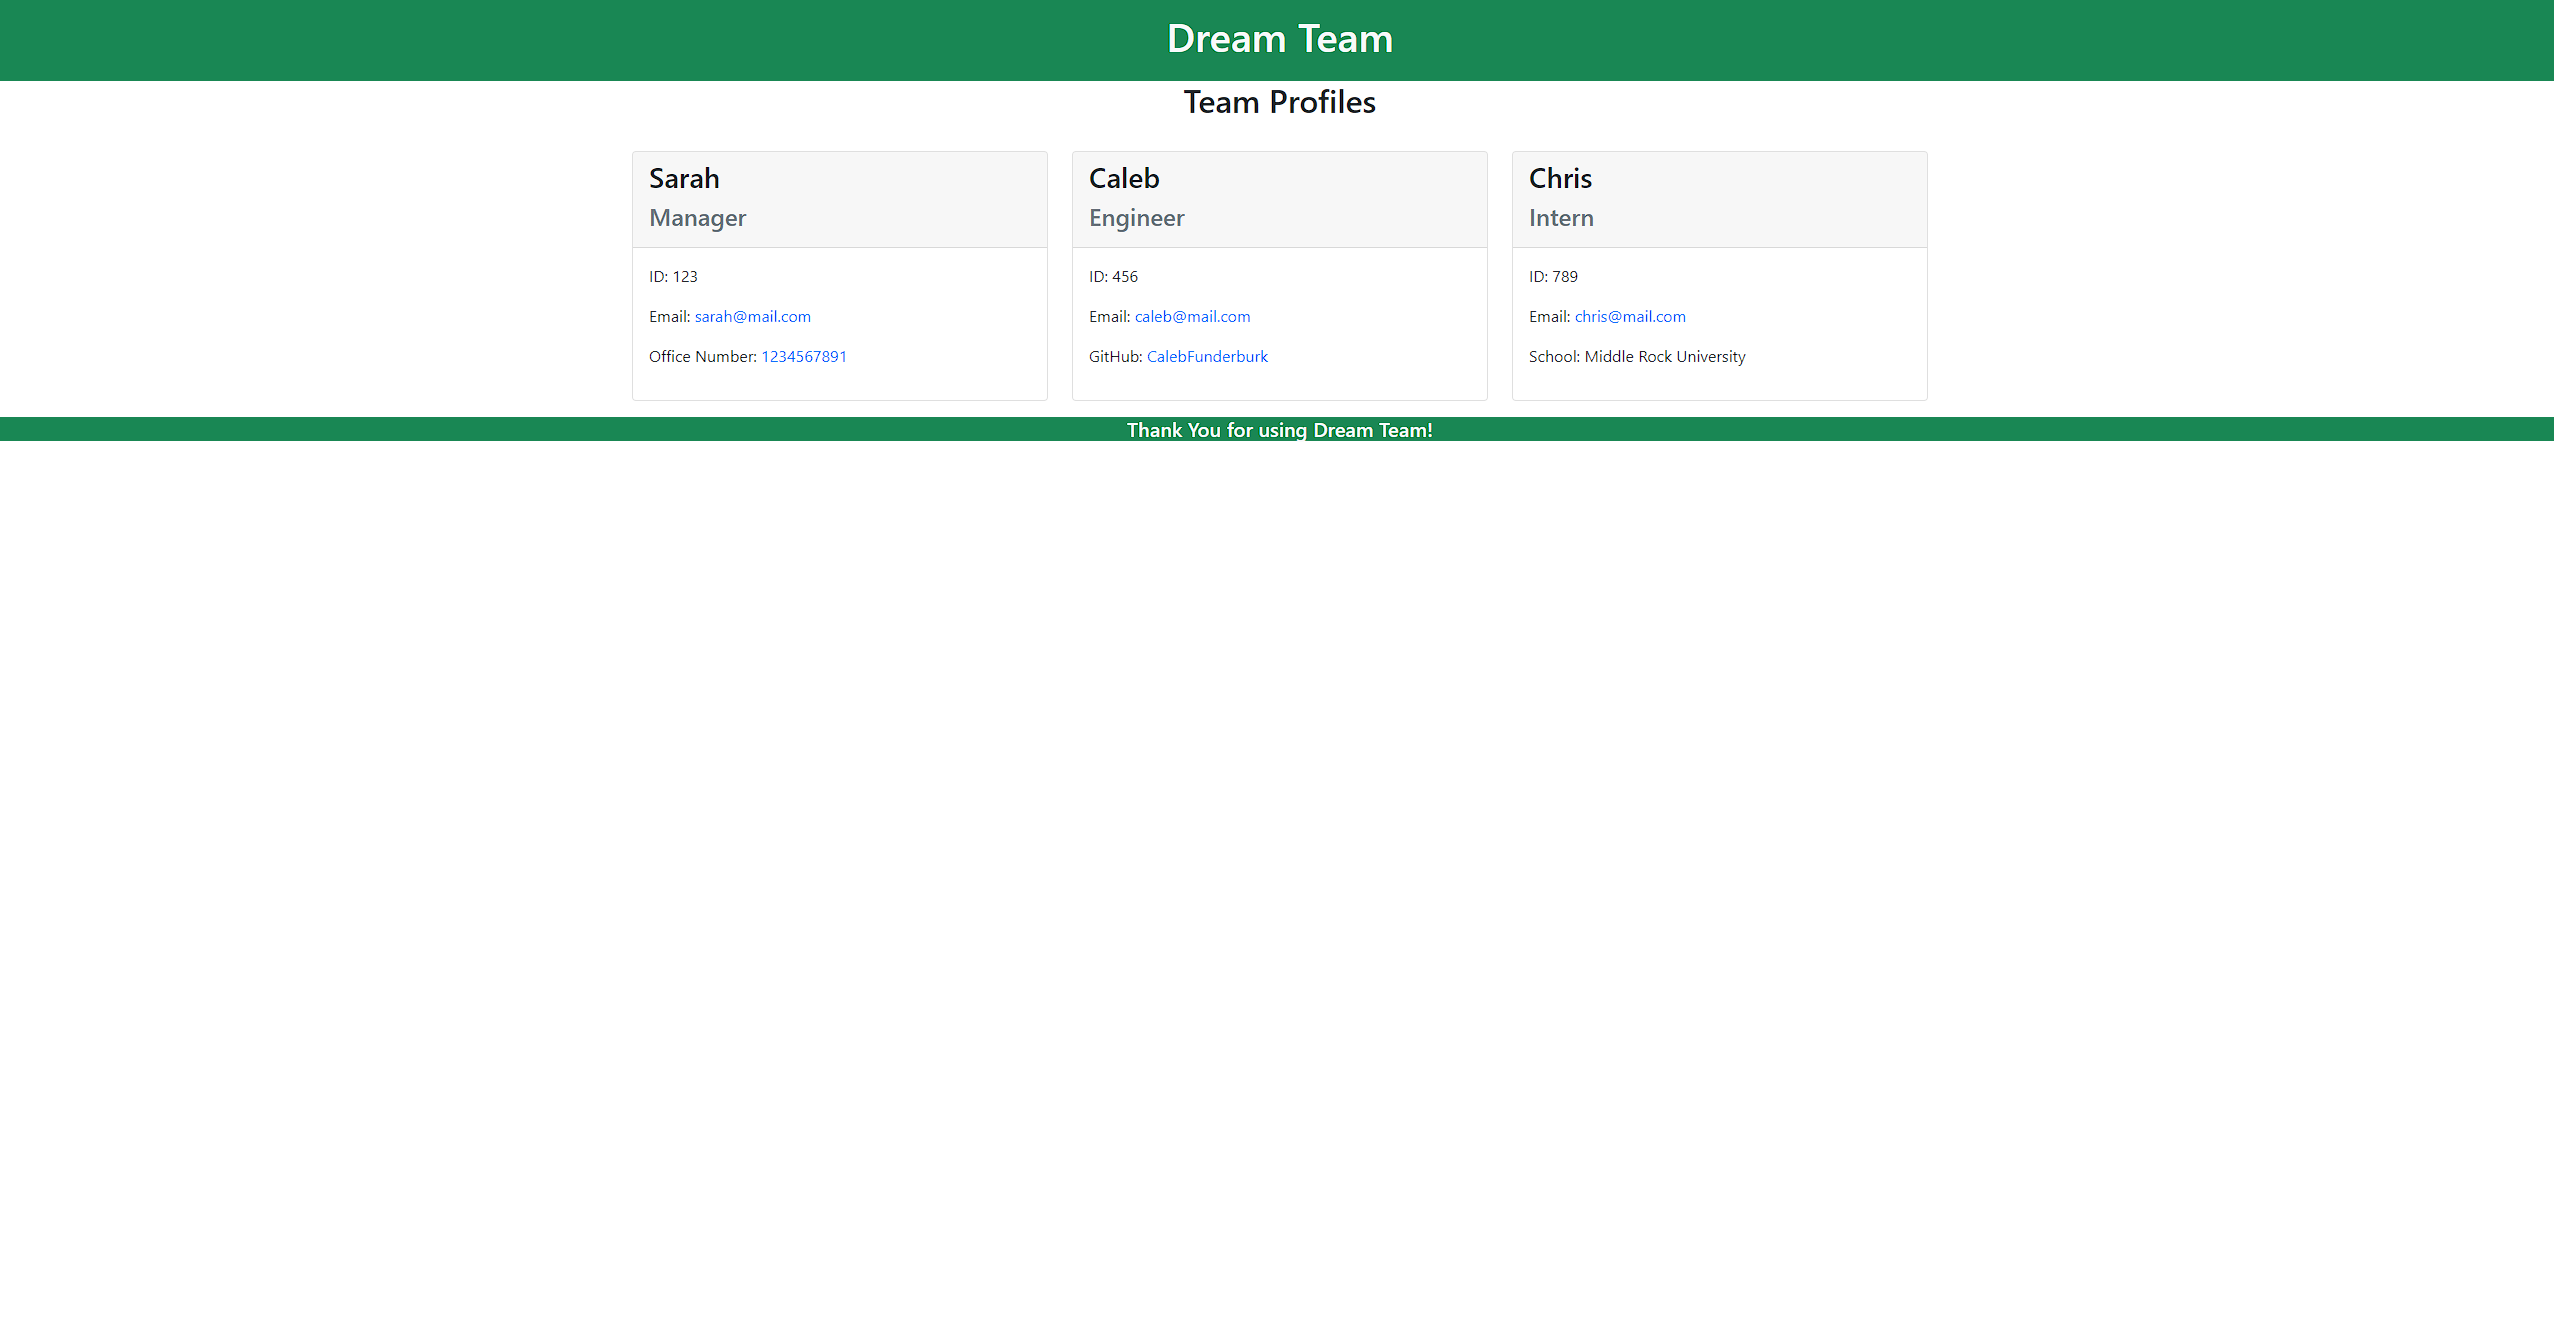 Dream Team
Team Profiles
Sarah
Manager
ID: 123
Email: sarah@mail.com
Office Number: 1234567891
Caleb
Engineer
ID: 456
Email: caleb@mail.com
GitHub: CalebFunderburk
Chris
Intern
ID: 789
Email: chris@mail.com
School: Middle Rock University
Thank You for using Dream Team!